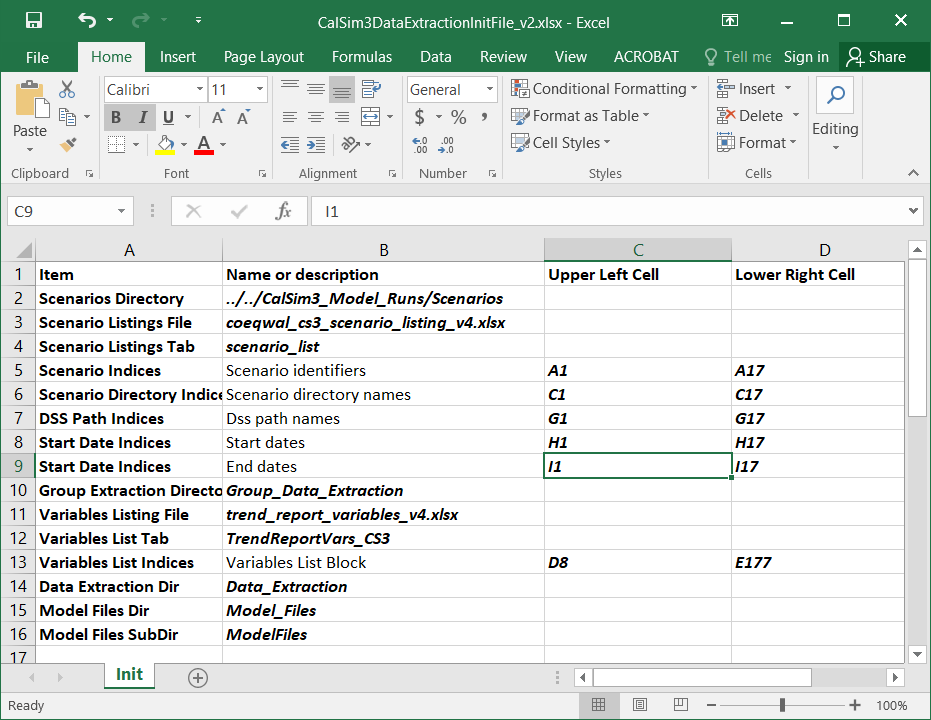 CalSim3DataExtractionInitFile_v2.xlsx - Excel
File Home Insert Page Layout Formulas Data Review View ACROBAT Tell me Sign in Share
Paste
Clipboard
Calibri 11
B I U
A A
A
Font
Alignment
General
$ % ,
.00 .0
.00
Number
Conditional Formatting
Format as Table
Cell Styles
Styles
Insert
Delete
Format
Cells
Editing
C9 fx I1
A B C D
1 Item Name or description Upper Left Cell Lower Right Cell
2 Scenarios Directory ../../CalSim3_Model_Runs/Scenarios
3 Scenario Listings File coeqwal_cs3_scenario_listing_v4.xlsx
4 Scenario Listings Tab scenario_list
5 Scenario Indices Scenario identifiers A1 A17
6 Scenario Directory Indice Scenario directory names C1 C17
7 DSS Path Indices Dss path names G1 G17
8 Start Date Indices Start dates H1 H17
9 Start Date Indices End dates I1 I17
10 Group Extraction Directo Group_Data_Extraction
11 Variables Listing File trend_report_variables_v4.xlsx
12 Variables List Tab TrendReportVars_CS3
13 Variables List Indices Variables List Block D8 E177
14 Data Extraction Dir Data_Extraction
15 Model Files Dir Model_Files
16 Model Files SubDir ModelFiles
17
Init
Ready 100%